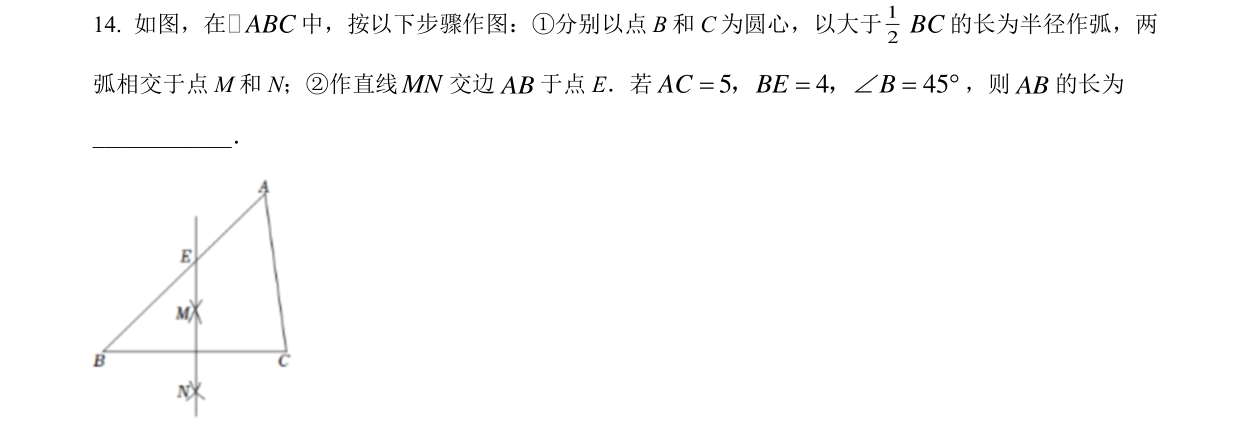 14. 如图，在□ABC中，按以下步骤作图：①分别以点B和C为圆心，以大于\frac{1}{2} BC的长为半径作弧，两
弧相交于点M和N；②作直线MN交边AB于点E．若AC＝5，BE＝4，∠B＝45°，则AB的长为
____________．
A
E
M
B
C
N